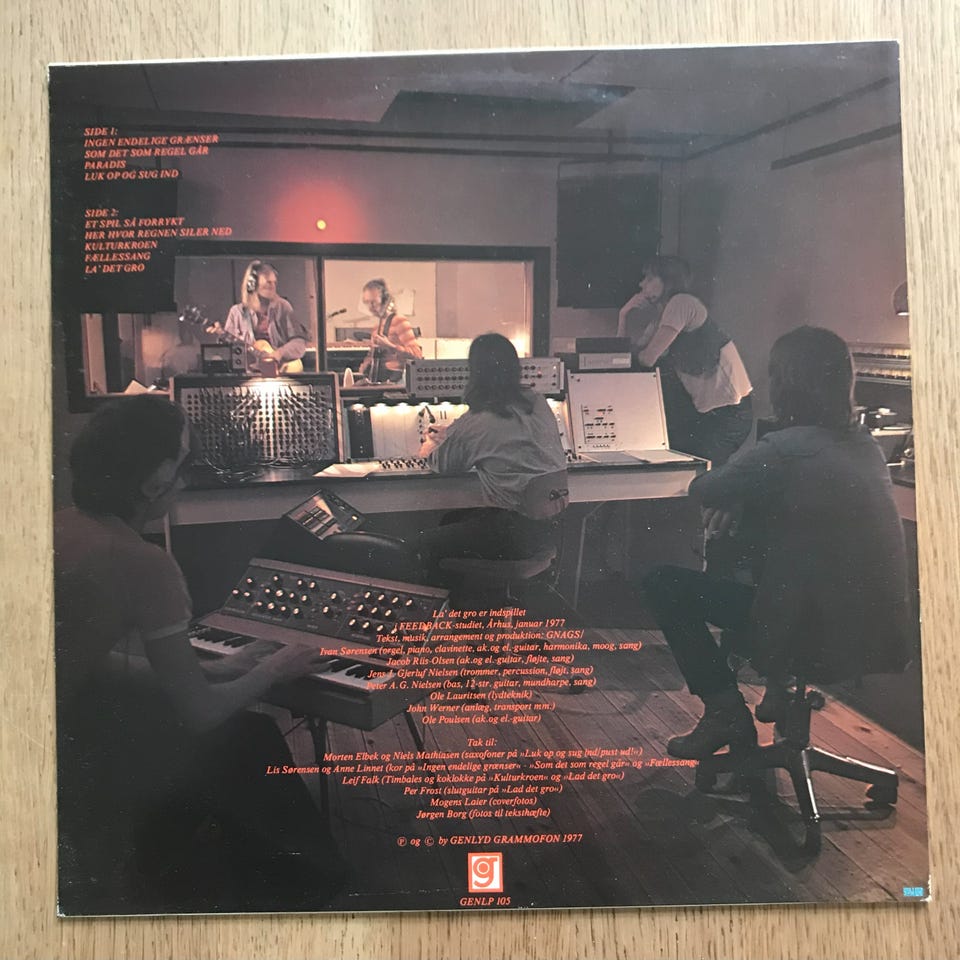 SIDE 1:
INGEN ENDELIGE GRÆNSER
SOM DET SOM REGEL GÅR
PARADIS
LUK OP OG SUG IND
SIDE 2:
ET SPIL SÅ FORRYKT
HER HVOR REGNEN SILER NED
KULTURKROEN
FÆLLESSANG
LA' DET GRO
La' det gro er indspillet
i FEEDBACK-studiet, Århus, januar 1977
Tekst, musik, arrangement og produktion: GNAGS/
Ivan Sørensen (orgel, piano, clavinette, ak.og el.-guitar, harmonika, moog, sang)
Jacob Riis-Olsen (ak.og el.-guitar, fløjte, sang)
Jens G. Gjerluf Nielsen (trommer, percussion, fløjt, sang)
Peter A.G. Nielsen (bas, 12-str. guitar, mundharpe, sang)
Ole Lauritsen (lydteknik)
John Werner (anlæg, transport mm.)
Ole Poulsen (ak.og el.-guitar)
Tak til:
Morten Elbek og Niels Mathiasen (saxofoner på »Luk op og sug ind/pust ud!«)
Lis Sørensen og Anne Linnet (kor på »Ingen endelige grænser« - »Som det som regel går« og »Fællessang«
Leif Falk (Timbales og koklokke på »Kulturkroen« og »Lad det gro«)
Per Frost (slutguitar på »Lad det gro«)
Mogens Laier (coverfotos)
Jørgen Borg (fotos til teksthæfte)
Ⓟ og © by GENLYD GRAMMOFON 1977
g
GENLP 105